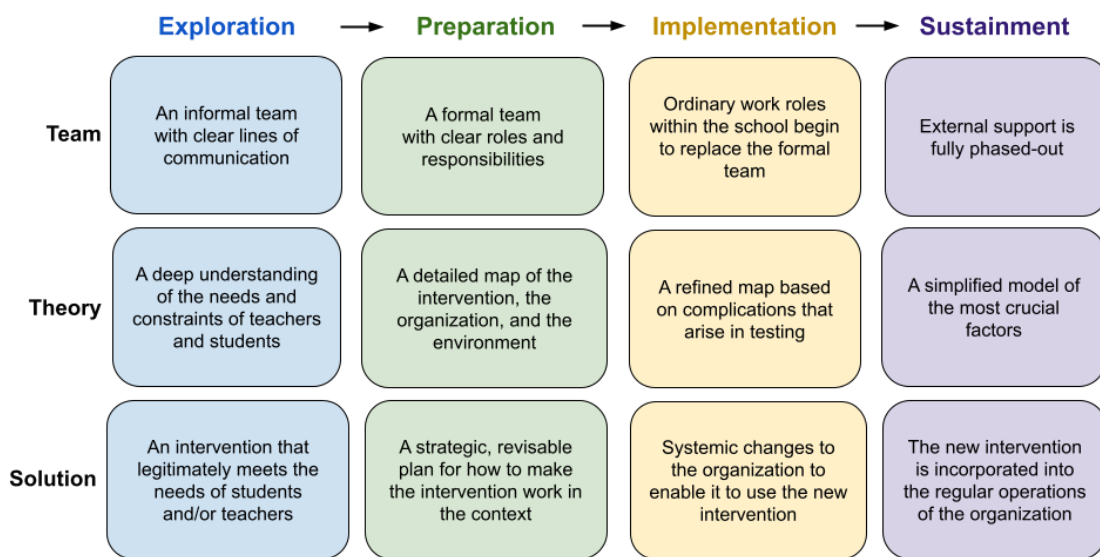 Exploration
Preparation
Implementation
Sustainment
Team
An informal team
with clear lines of
communication
A formal team
with clear roles and
responsibilities
Ordinary work roles
within the school begin
to replace the formal
team
External support is
fully phased-out
Theory
A deep understanding
of the needs and
constraints of teachers
and students
A detailed map of the
intervention, the
organization, and the
environment
A refined map based
on complications that
arise in testing
A simplified model of
the most crucial
factors
Solution
An intervention that
legitimately meets the
needs of students
and/or teachers
A strategic, revisable
plan for how to make
the intervention work in
the context
Systemic changes to
the organization to
enable it to use the new
intervention
The new intervention
is incorporated into
the regular operations
of the organization